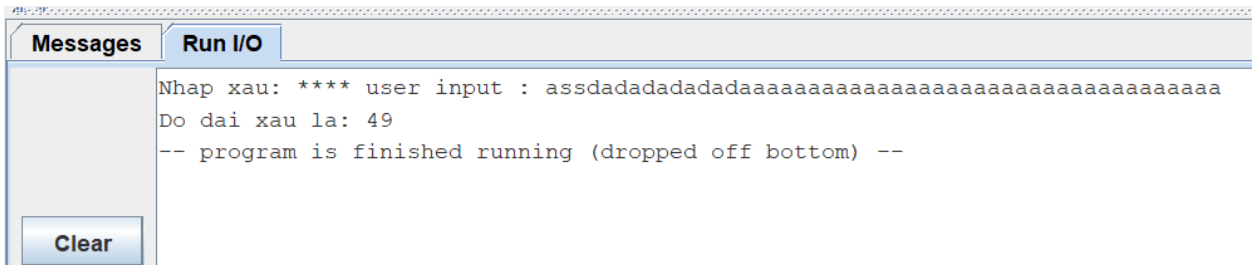 Messages
Run I/O
Nhap xau: **** user input : assdadadadadadaaaaaaaaaaaaaaaaaaaaaaaaaaaaaaaaaaa
Do dai xau la: 49
-- program is finished running (dropped off bottom) --
Clear